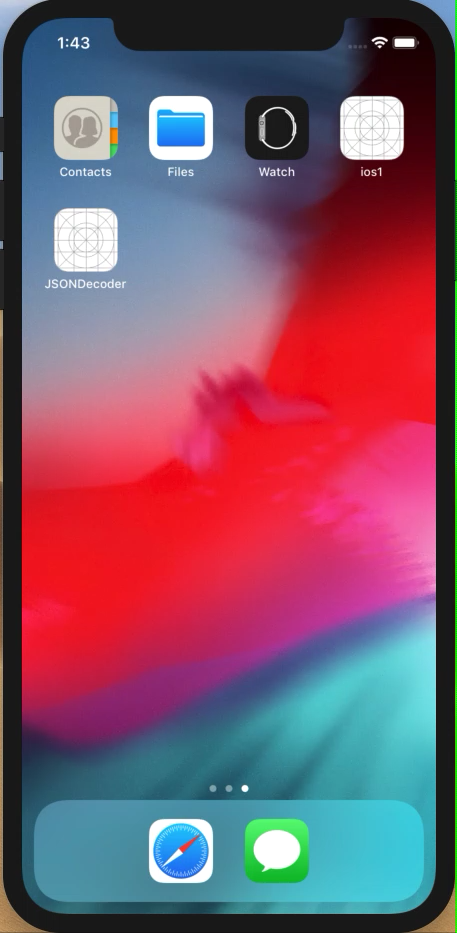 1:43
Contacts
Files
Watch
ios1
JSONDecoder